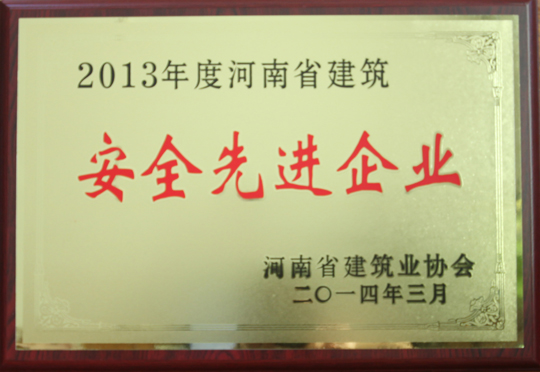 2013年度河南省建筑
安全先进企业
河南省建筑业协会
二〇一四年三月